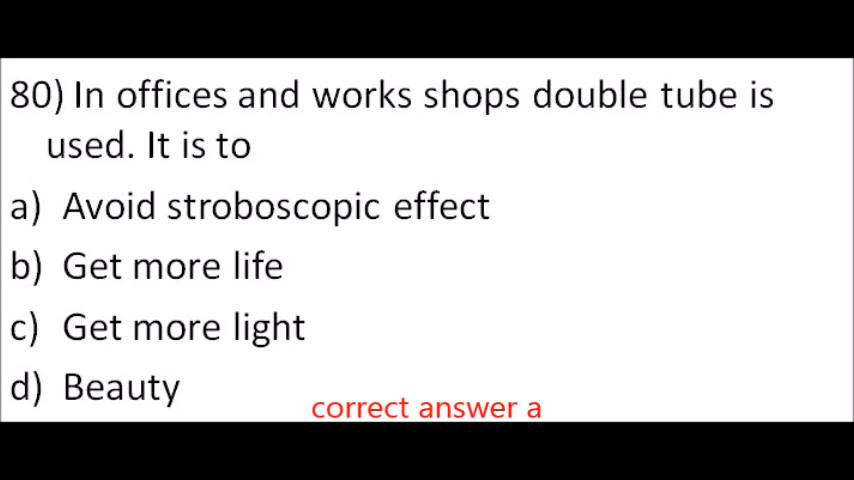 80) In offices and works shops double tube is
used. It is to
a) Avoid stroboscopic effect
b) Get more life
c) Get more light
d) Beauty
correct answer a